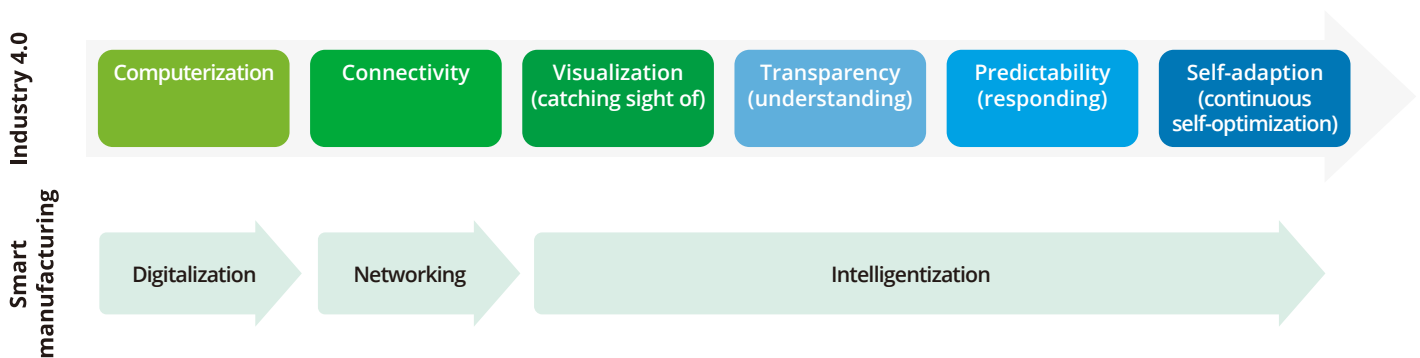 Industry 4.0
Computerization
Connectivity
Visualization
(catching sight of)
Transparency
(understanding)
Predictability
(responding)
Self-adaption
(continuous
self-optimization)
Smart
manufacturing
Digitalization
Networking
Intelligentization